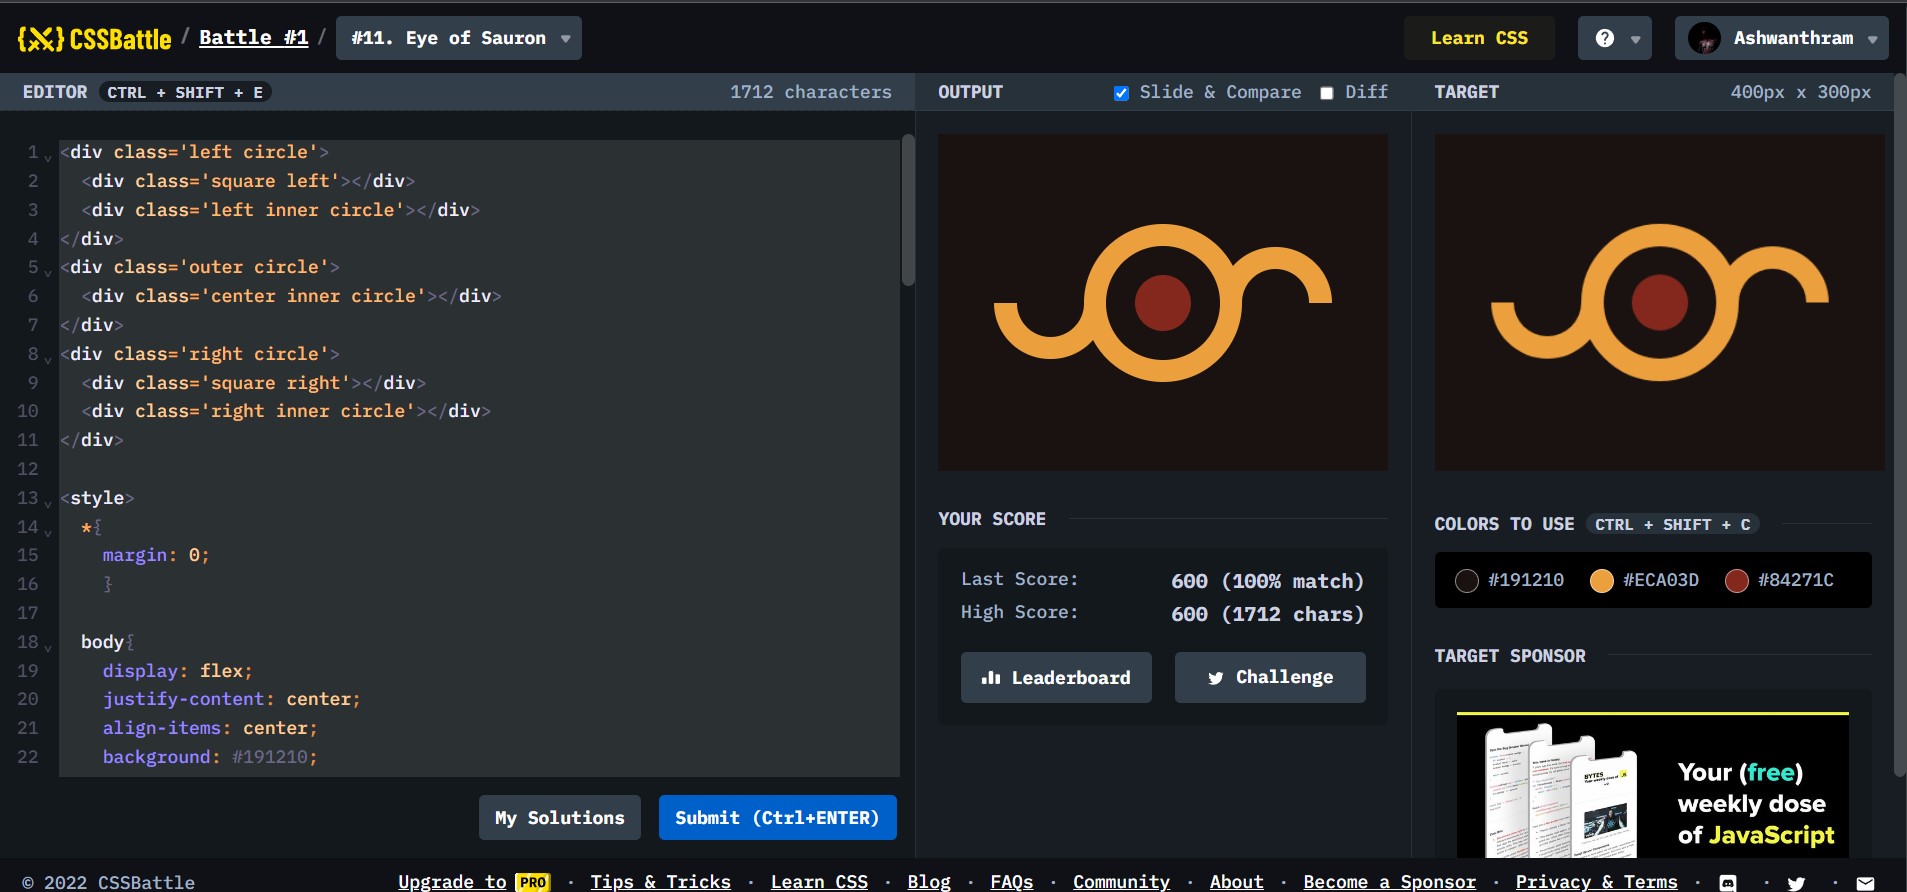 {X} CSSBattle / Battle #1 / #11. Eye of Sauron
Learn CSS
?
Ashwanthram
EDITOR CTRL + SHIFT + E 1712 characters
1 <div class='left circle'>
2 <div class='square left'></div>
3 <div class='left inner circle'></div>
4 </div>
5 <div class='outer circle'>
6 <div class='center inner circle'></div>
7 </div>
8 <div class='right circle'>
9 <div class='square right'></div>
10 <div class='right inner circle'></div>
11 </div>
12
13 <style>
14 *{
15 margin: 0;
16 }
17
18 body{
19 display: flex;
20 justify-content: center;
21 align-items: center;
22 background: #191210;
My Solutions
Submit (Ctrl+ENTER)
OUTPUT
Slide & Compare
Diff
YOUR SCORE
Last Score: 600 (100% match)
High Score: 600 (1712 chars)
Leaderboard
Challenge
TARGET 400px x 300px
COLORS TO USE CTRL + SHIFT + C
#191210 #ECA03D #84271C
TARGET SPONSOR
BYTES
Your (free)
weekly dose
of JavaScript
© 2022 CSSBattle
Upgrade to PRO · Tips & Tricks · Learn CSS · Blog · FAQs · Community · About · Become a Sponsor · Privacy & Terms · · ·